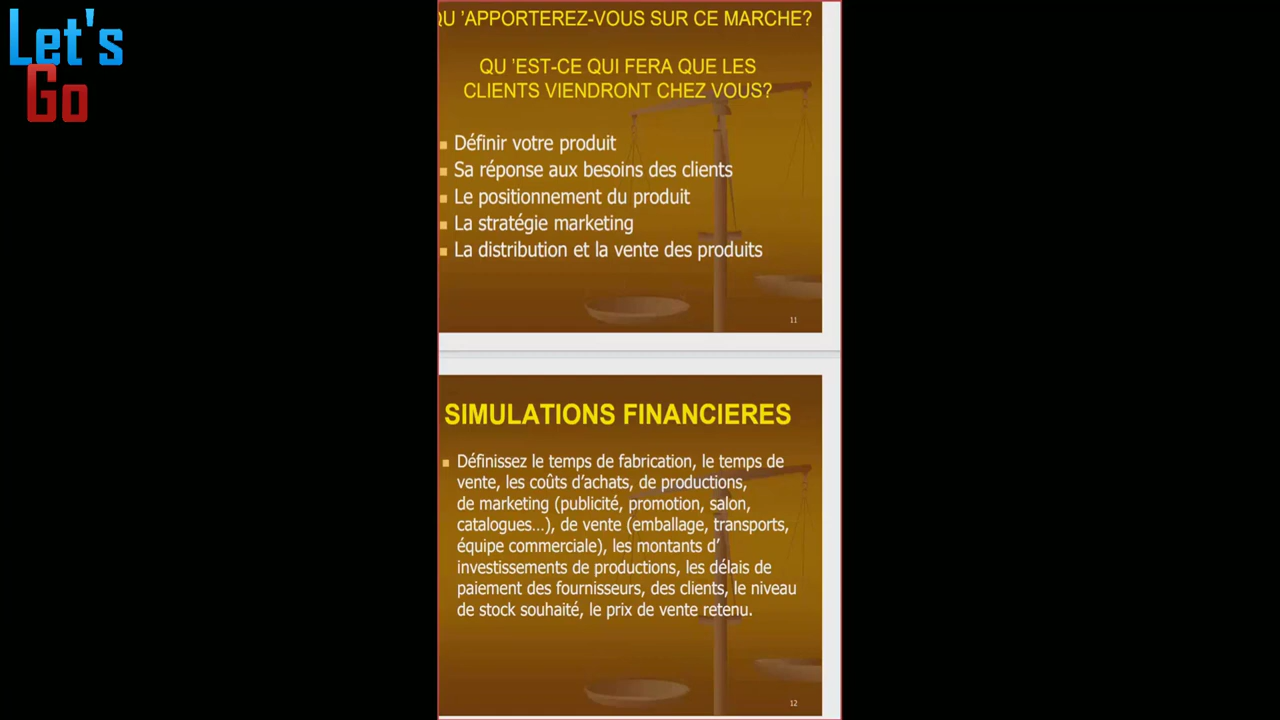 Let's
Go
QU 'APPORTEREZ-VOUS SUR CE MARCHE?
QU 'EST-CE QUI FERA QUE LES
CLIENTS VIENDRONT CHEZ VOUS?
Définir votre produit
Sa réponse aux besoins des clients
Le positionnement du produit
La stratégie marketing
La distribution et la vente des produits
11
SIMULATIONS FINANCIERES
Définissez le temps de fabrication, le temps de
vente, les coûts d'achats, de productions,
de marketing (publicité, promotion, salon,
catalogues...), de vente (emballage, transports,
équipe commerciale), les montants d'
investissements de productions, les délais de
paiement des fournisseurs, des clients, le niveau
de stock souhaité, le prix de vente retenu.
12